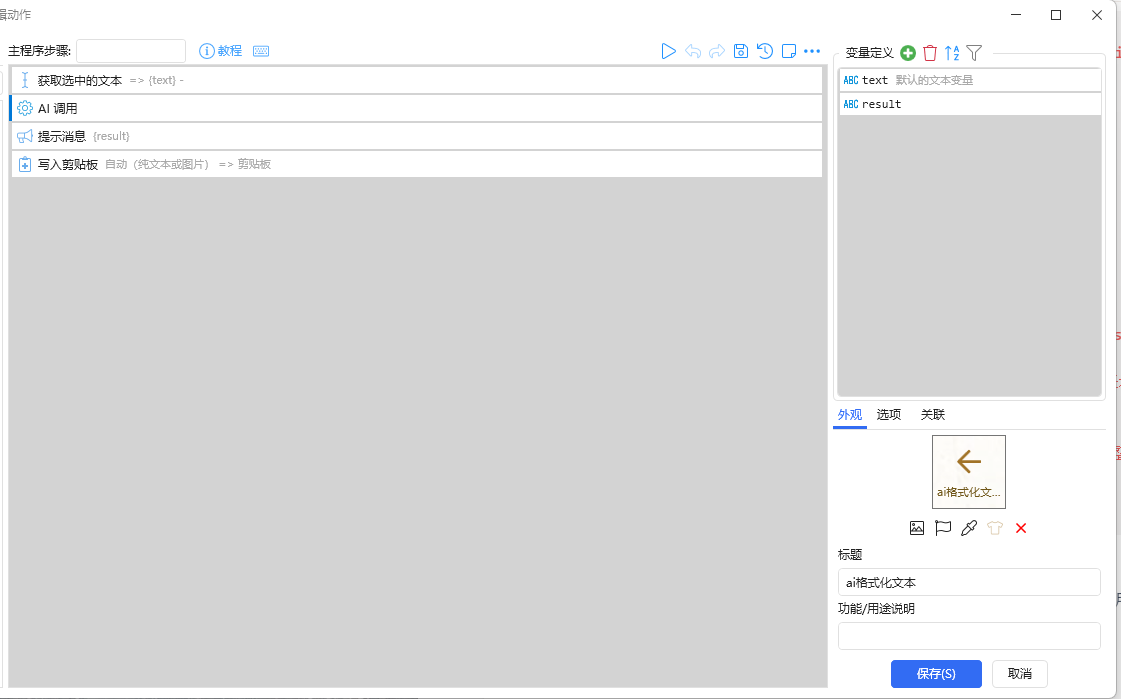 动作
主程序步骤:
教程
获取选中的文本 => {text} -
AI 调用
提示消息 {result}
写入剪贴板 自动（纯文本或图片） => 剪贴板
变量定义
ABC text 默认的文本变量
ABC result
外观 选项 关联
ai格式化文...
标题
ai格式化文本
功能/用途说明
保存(S) 取消